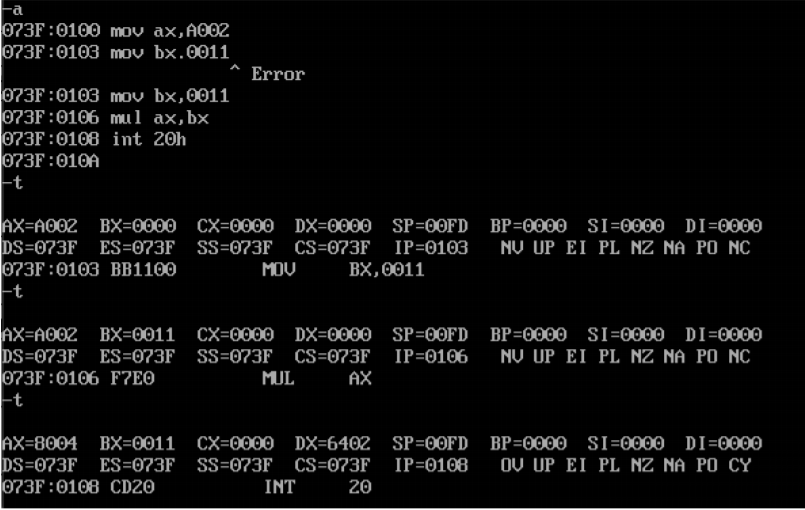 -a
073F:0100 mov ax,A002
073F:0103 mov bx.0011
^ Error
073F:0103 mov bx,0011
073F:0106 mul ax,bx
073F:0108 int 20h
073F:010A
-t
AX=A002 BX=0000 CX=0000 DX=0000 SP=00FD BP=0000 SI=0000 DI=0000
DS=073F ES=073F SS=073F CS=073F IP=0103 NV UP EI PL NZ NA PO NC
073F:0103 BB1100 MOV BX,0011
-t
AX=A002 BX=0011 CX=0000 DX=0000 SP=00FD BP=0000 SI=0000 DI=0000
DS=073F ES=073F SS=073F CS=073F IP=0106 NV UP EI PL NZ NA PO NC
073F:0106 F7E0 MUL AX
-t
AX=8004 BX=0011 CX=0000 DX=6402 SP=00FD BP=0000 SI=0000 DI=0000
DS=073F ES=073F SS=073F CS=073F IP=0108 OV UP EI PL NZ NA PO CY
073F:0108 CD20 INT 20